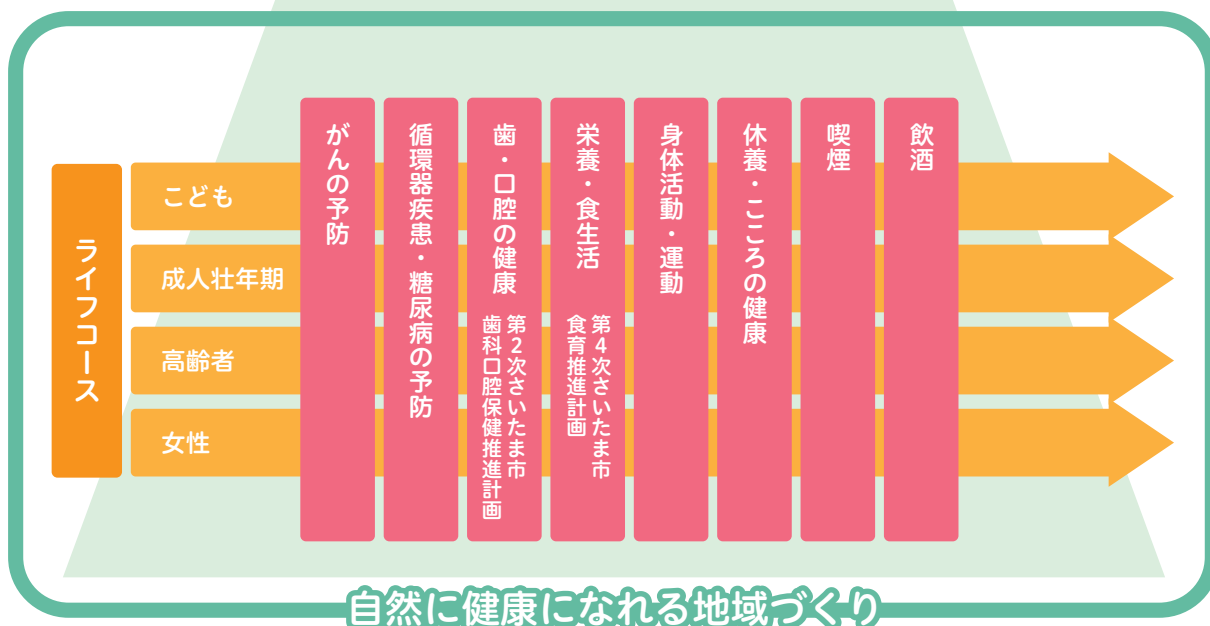 ライフコース
こども
成人壮年期
高齢者
女性
がんの予防
循環器疾患・糖尿病の予防
歯・口腔の健康
第2次さいたま市
歯科口腔保健推進計画
栄養・食生活
第4次さいたま市
食育推進計画
身体活動・運動
休養・こころの健康
喫煙
飲酒
自然に健康になれる地域づくり